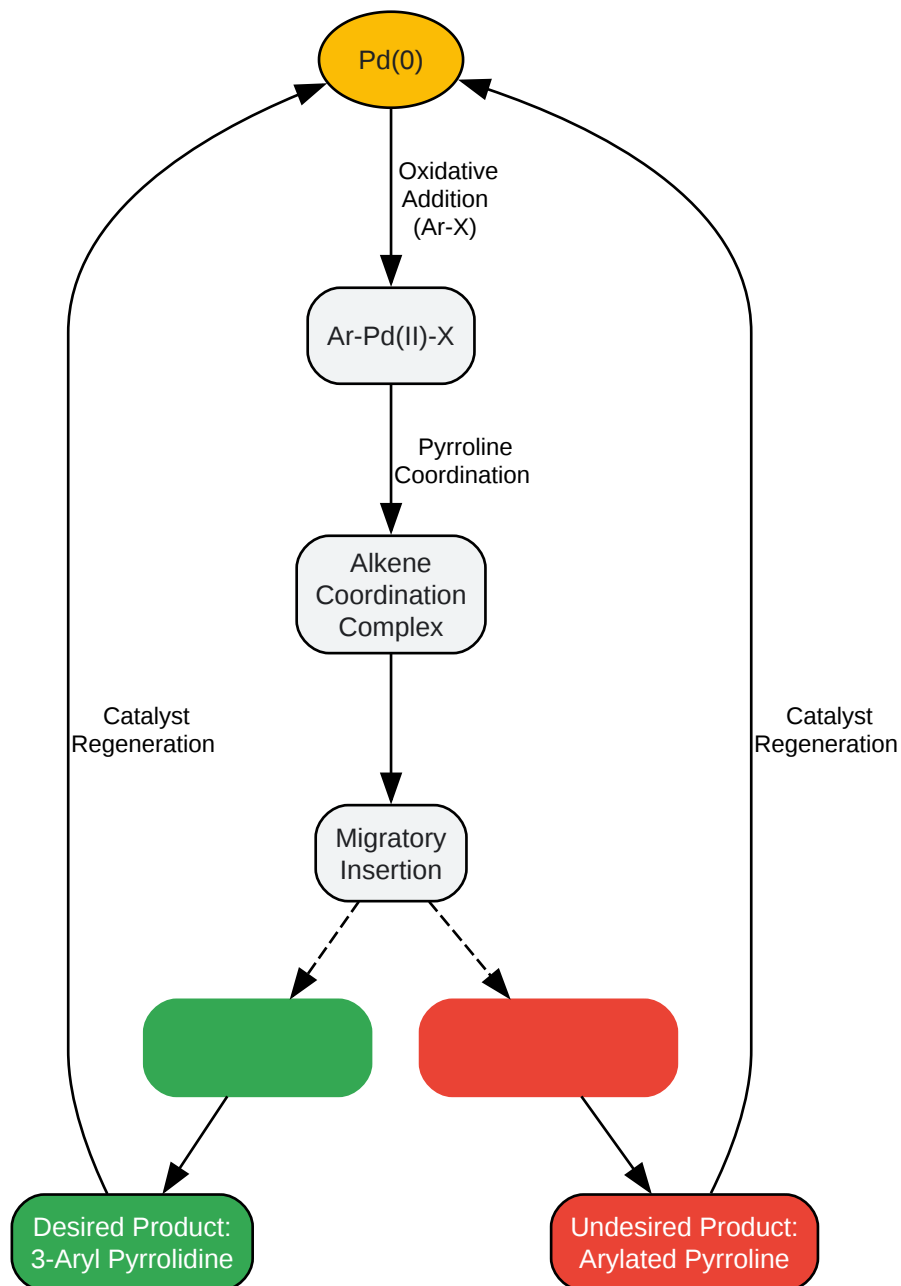 Pd(0)
Oxidative
Addition
(Ar-X)
Ar-Pd(II)-X
Pyrroline
Coordination
Alkene
Coordination
Complex
Catalyst
Regeneration
Catalyst
Regeneration
Migratory
Insertion
Desired Product:
3-Aryl Pyrrolidine
Undesired Product:
Arylated Pyrroline